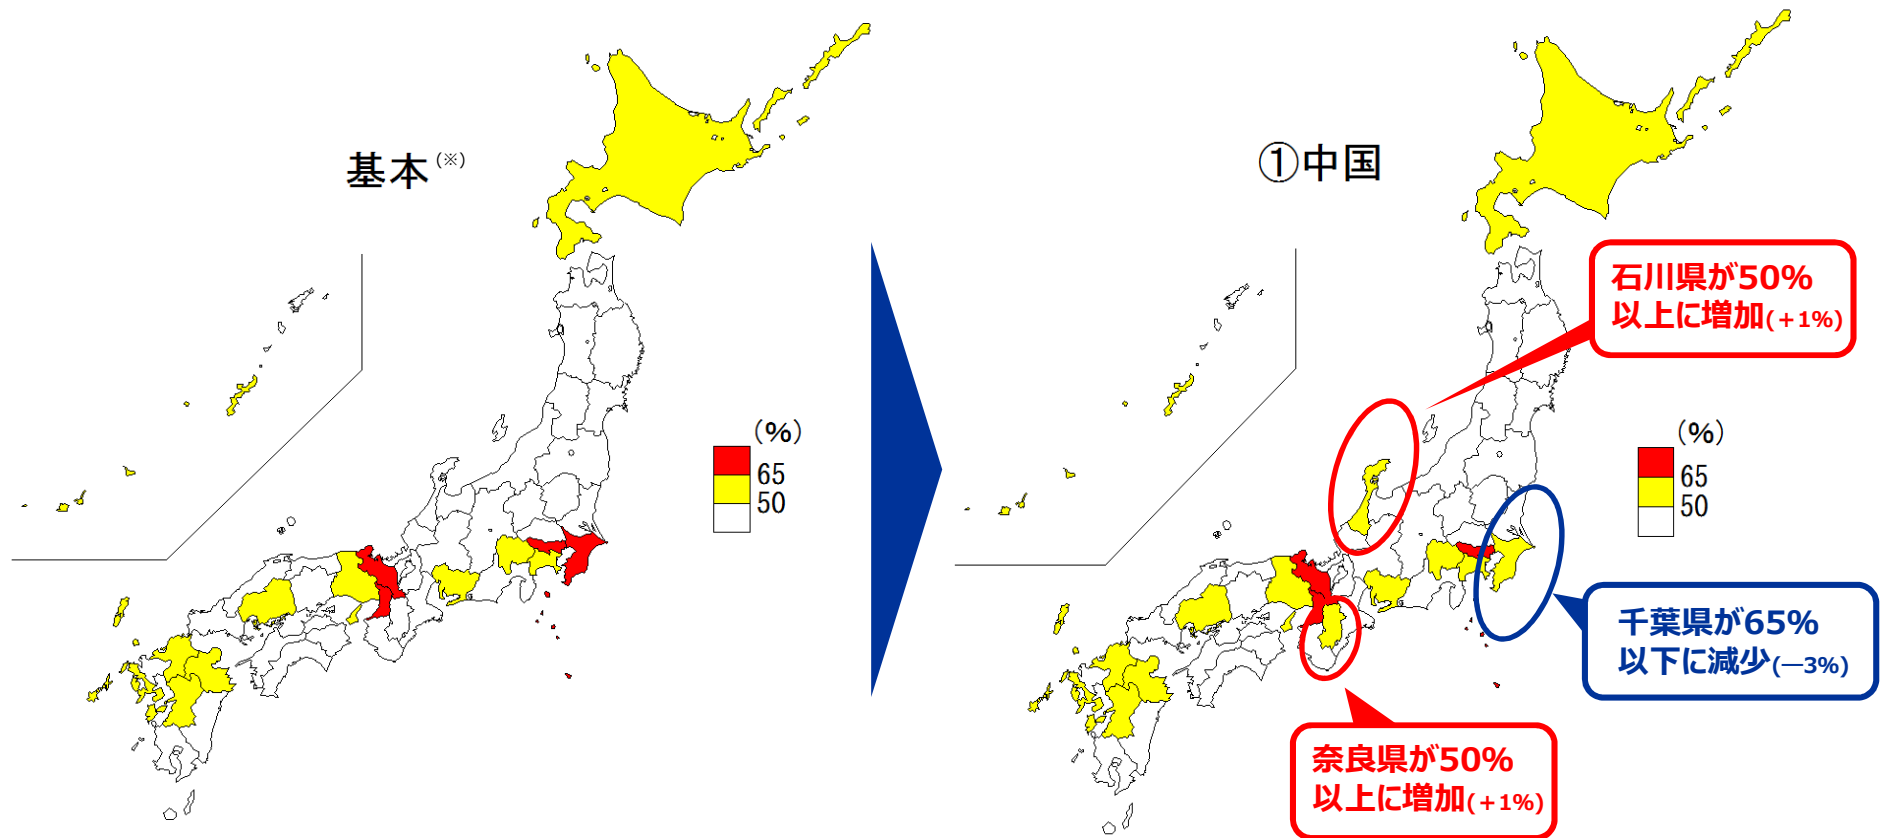 基本(※)
(%)
65
50
①中国
石川県が50%
以上に増加(+1%)
(%)
65
50
千葉県が65%
以下に減少(―3%)
奈良県が50%
以上に増加(+1%)